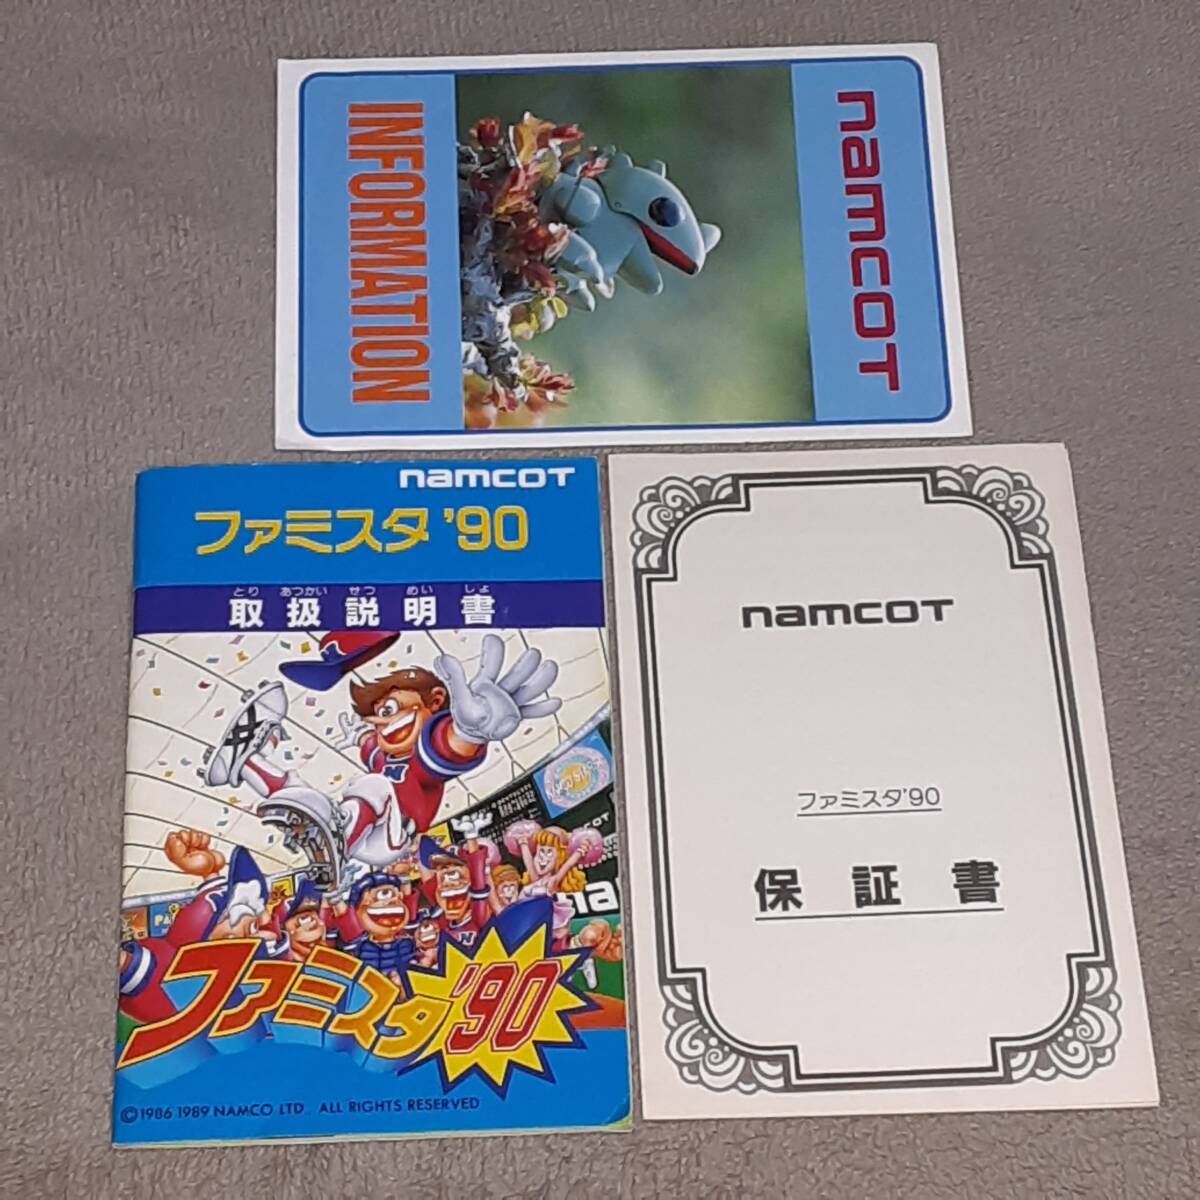 namcoT
INFORMATION
namcoT
ファミスタ '90
とり あつかい せつ めい しょ
取扱説明書
N
ファミスタ '90
©1986 1989 NAMCO LTD., ALL RIGHTS RESERVED
namcoT
ファミスタ'90
保証書